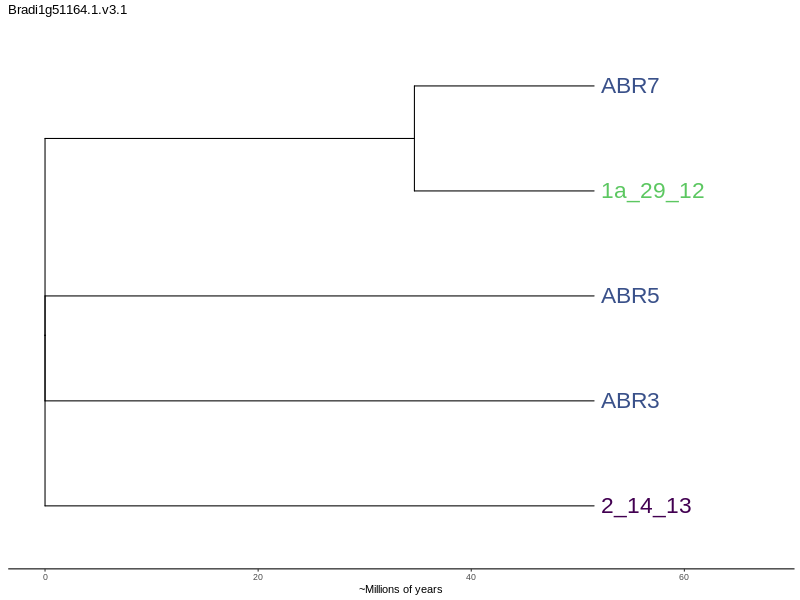 Bradi1g51164.1.v3.1
ABR7
1a_29_12
ABR5
ABR3
2_14_13
0 20 40 60
~Millions of years